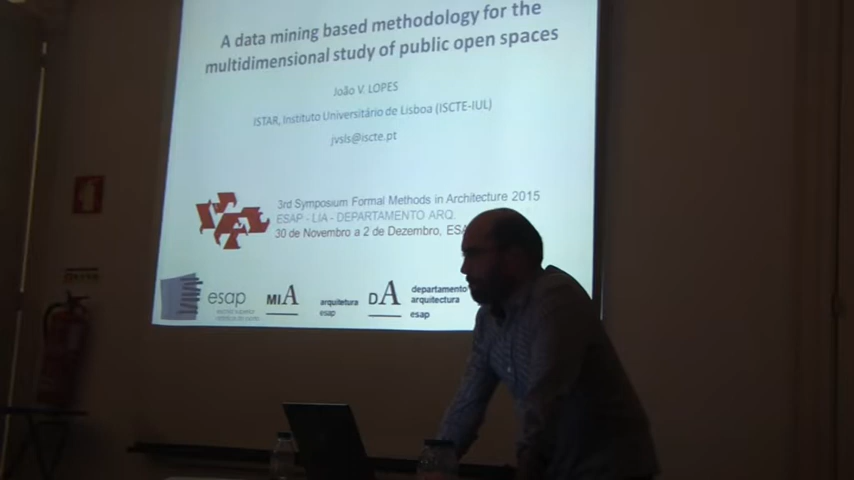 A data mining based methodology for the
multidimensional study of public open spaces
João V. LOPES
ISTAR, Instituto Universitário de Lisboa (ISCTE-IUL)
jvsls@iscte.pt
3rd Symposium Formal Methods in Architecture 2015
ESAP - LIA - DEPARTAMENTO ARQ.
30 de Novembro a 2 de Dezembro, ESA
esap
MIA
arquitetura
esap
DA
departamento
arquitectura
esap